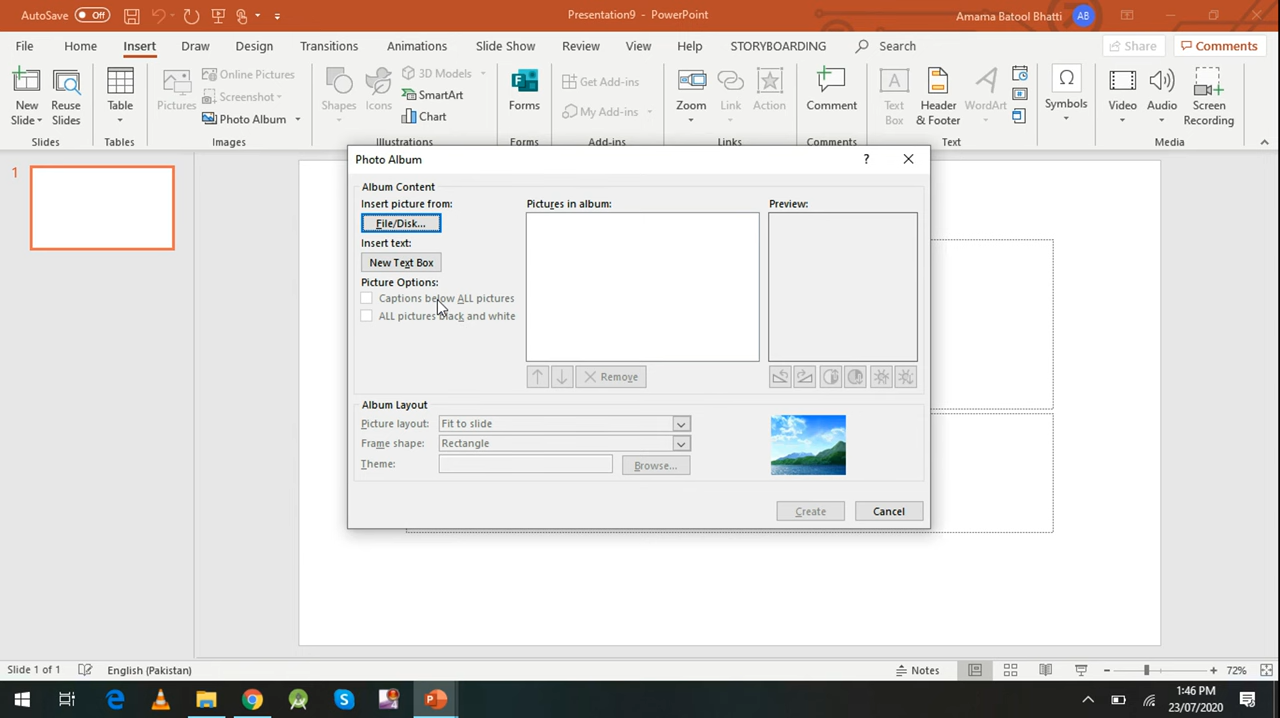 AutoSave Off
Presentation9 - PowerPoint
Amama Batool Bhatti AB
File Home Insert Draw Design Transitions Animations Slide Show Review View Help STORYBOARDING Search Share Comments
New Slide
Reuse Slides
Slides
Table
Tables
Pictures
Online Pictures
Screenshot
Photo Album
Images
Shapes
Icons
3D Models
SmartArt
Chart
Illustrations
Forms
Forms
Get Add-ins
My Add-ins
Add-ins
Zoom
Link
Action
Links
Comment
Comments
Text Box
Header & Footer
WordArt
Text
Symbols
Video
Audio
Screen Recording
Media
1
Photo Album
?
Album Content
Insert picture from:
File/Disk...
Insert text:
New Text Box
Picture Options:
Captions below ALL pictures
ALL pictures black and white
Pictures in album:
Remove
Preview:
Album Layout
Picture layout: Fit to slide
Frame shape: Rectangle
Theme:
Browse...
Create
Cancel
Slide 1 of 1
English (Pakistan)
Notes
72%
1:46 PM
23/07/2020